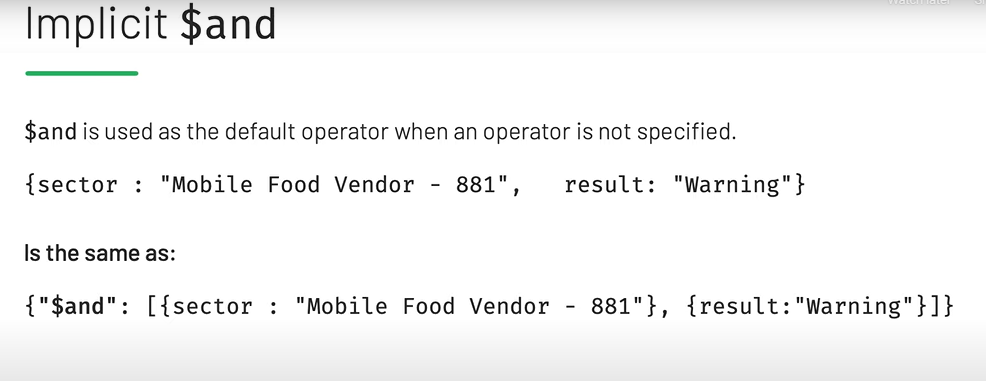 Implicit $and
$and is used as the default operator when an operator is not specified.
{sector : "Mobile Food Vendor - 881",   result: "Warning"}
Is the same as:
{"$and": [{sector : "Mobile Food Vendor - 881"}, {result:"Warning"}]}